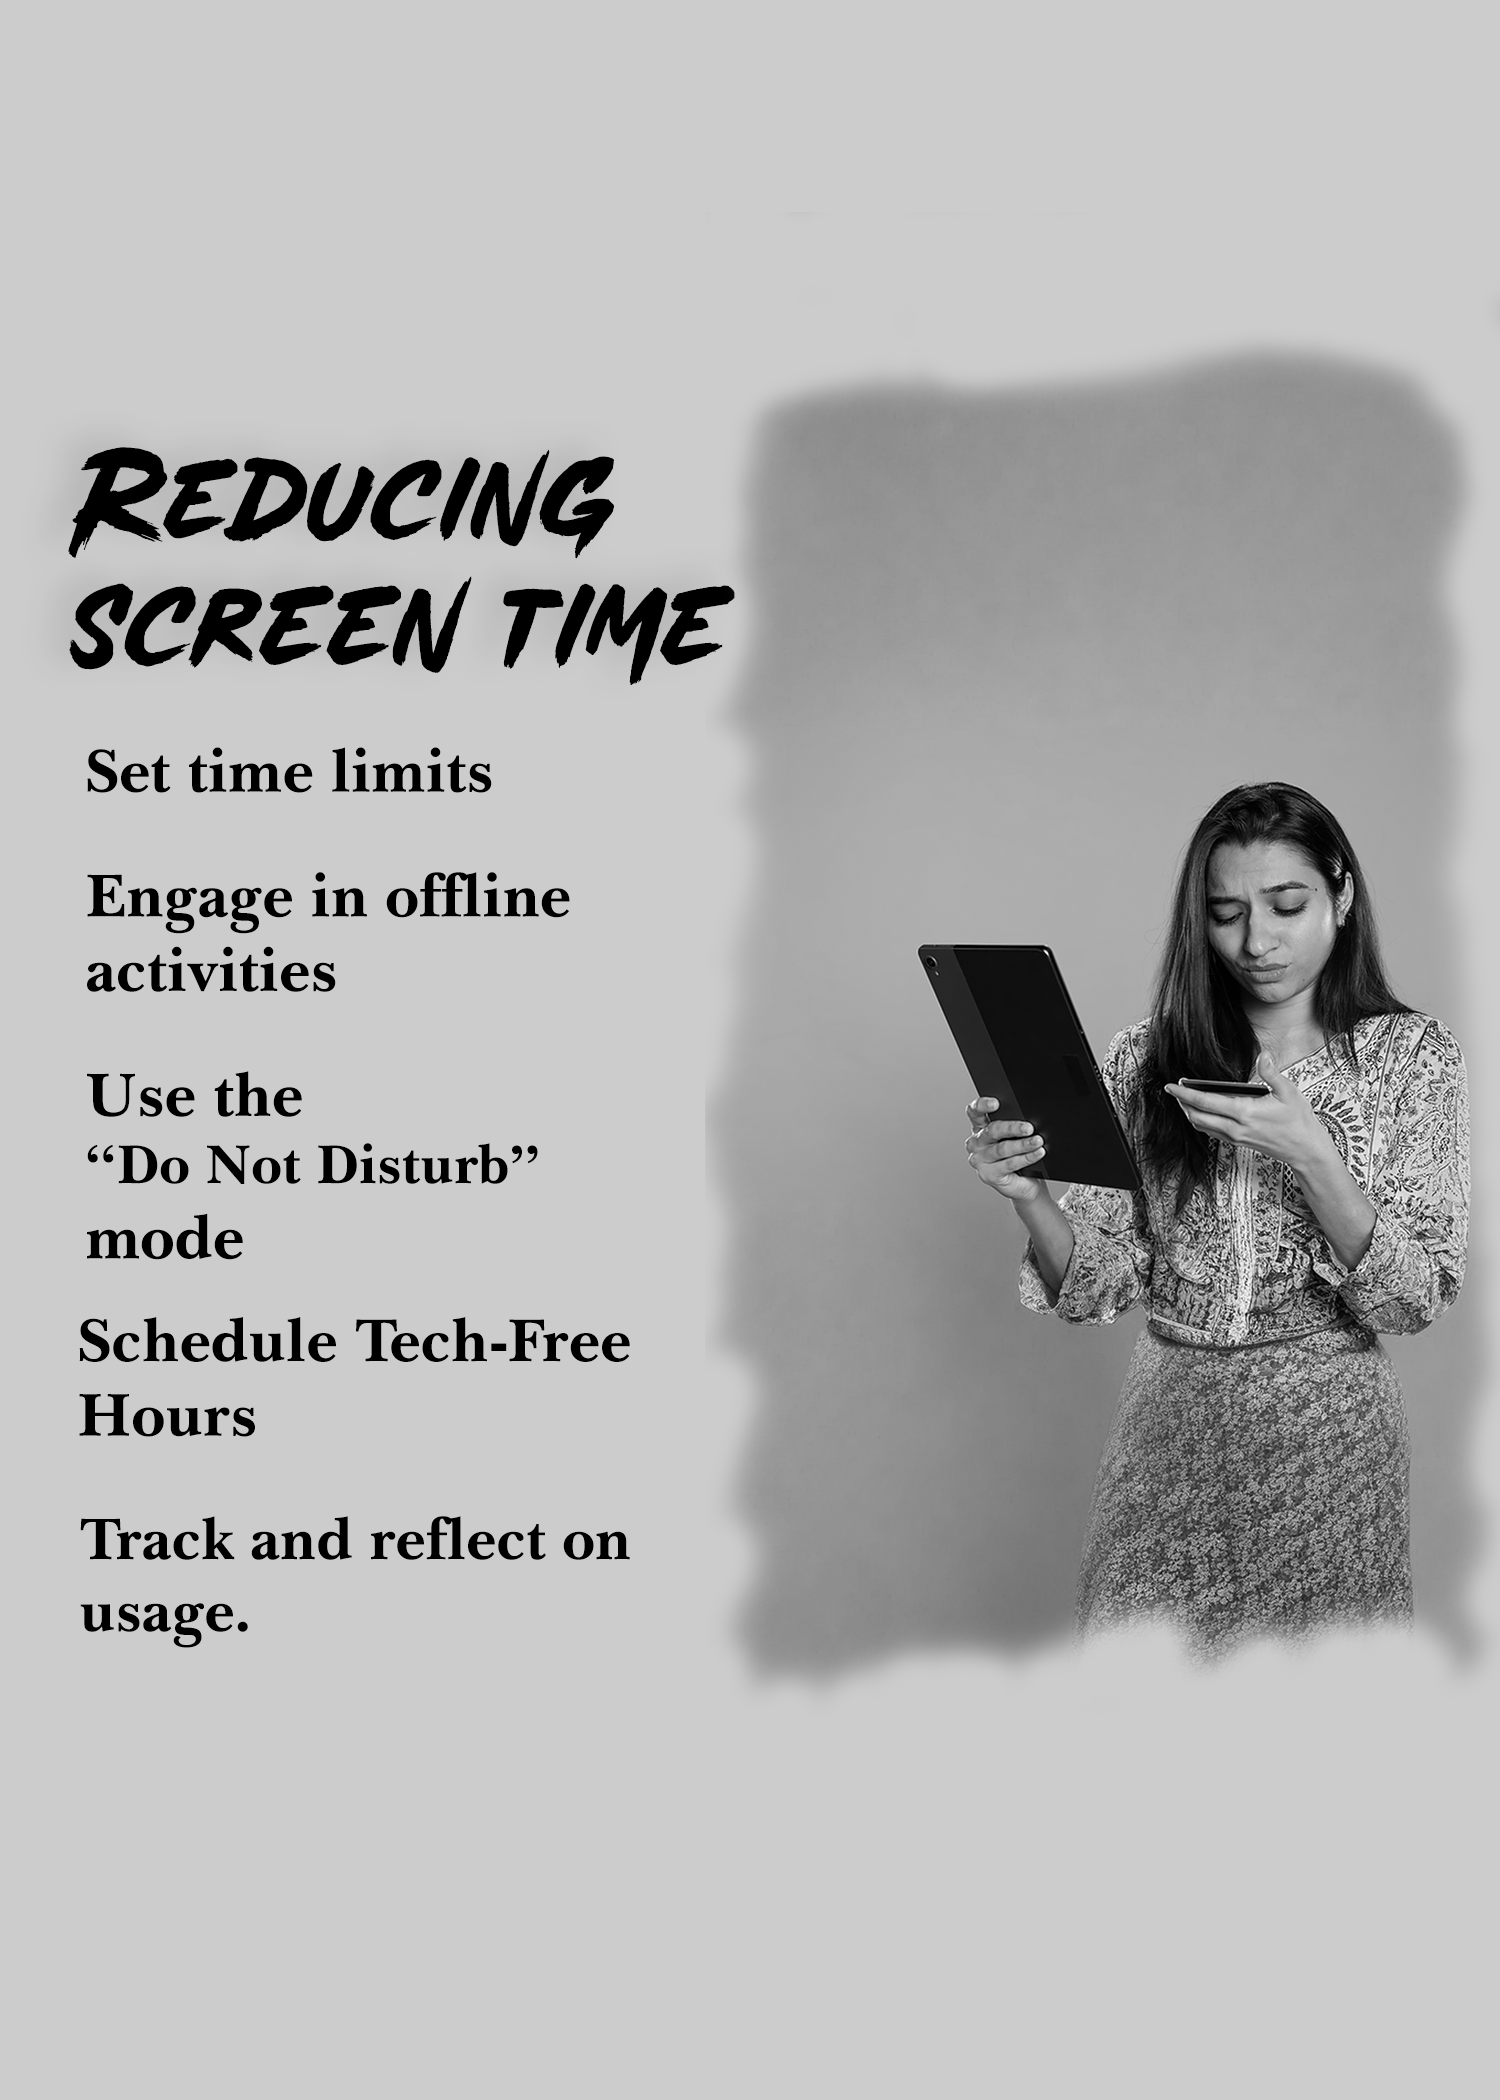 REDUCING
SCREEN TIME
Set time limits
Engage in offline
activities
Use the
“Do Not Disturb”
mode
Schedule Tech-Free
Hours
Track and reflect on
usage.